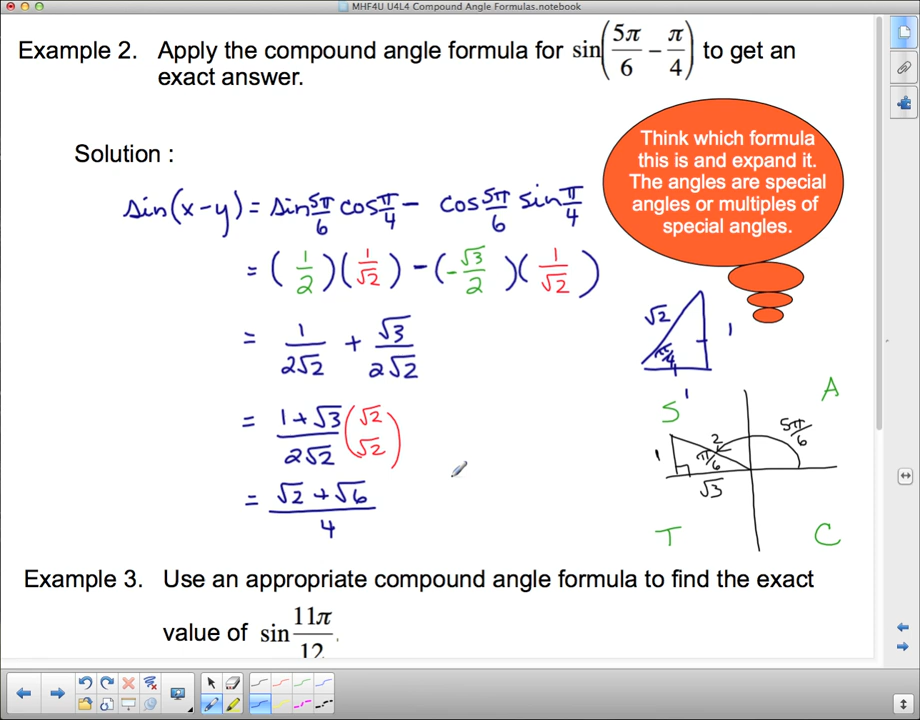 MHF4U U4L4 Compound Angle Formulas.notebook
Example 2. Apply the compound angle formula for sin(5π/6 − π/4) to get an
exact answer.
Think which formula
this is and expand it.
The angles are special
angles or multiples of
special angles.
Solution :
sin(x-y) = sin 5π/6 cos π/4 − cos 5π/6 sin π/4
= (1/2)(1/√2) − (-√3/2)(1/√2)
= 1/2√2 + √3/2√2
= 1+√3/2√2 (√2/√2)
= √2+√6/4
√2
1
π/4
1
S
A
5π/6
2
1
π/6
√3
T
C
Example 3. Use an appropriate compound angle formula to find the exact
value of sin 11π/12.